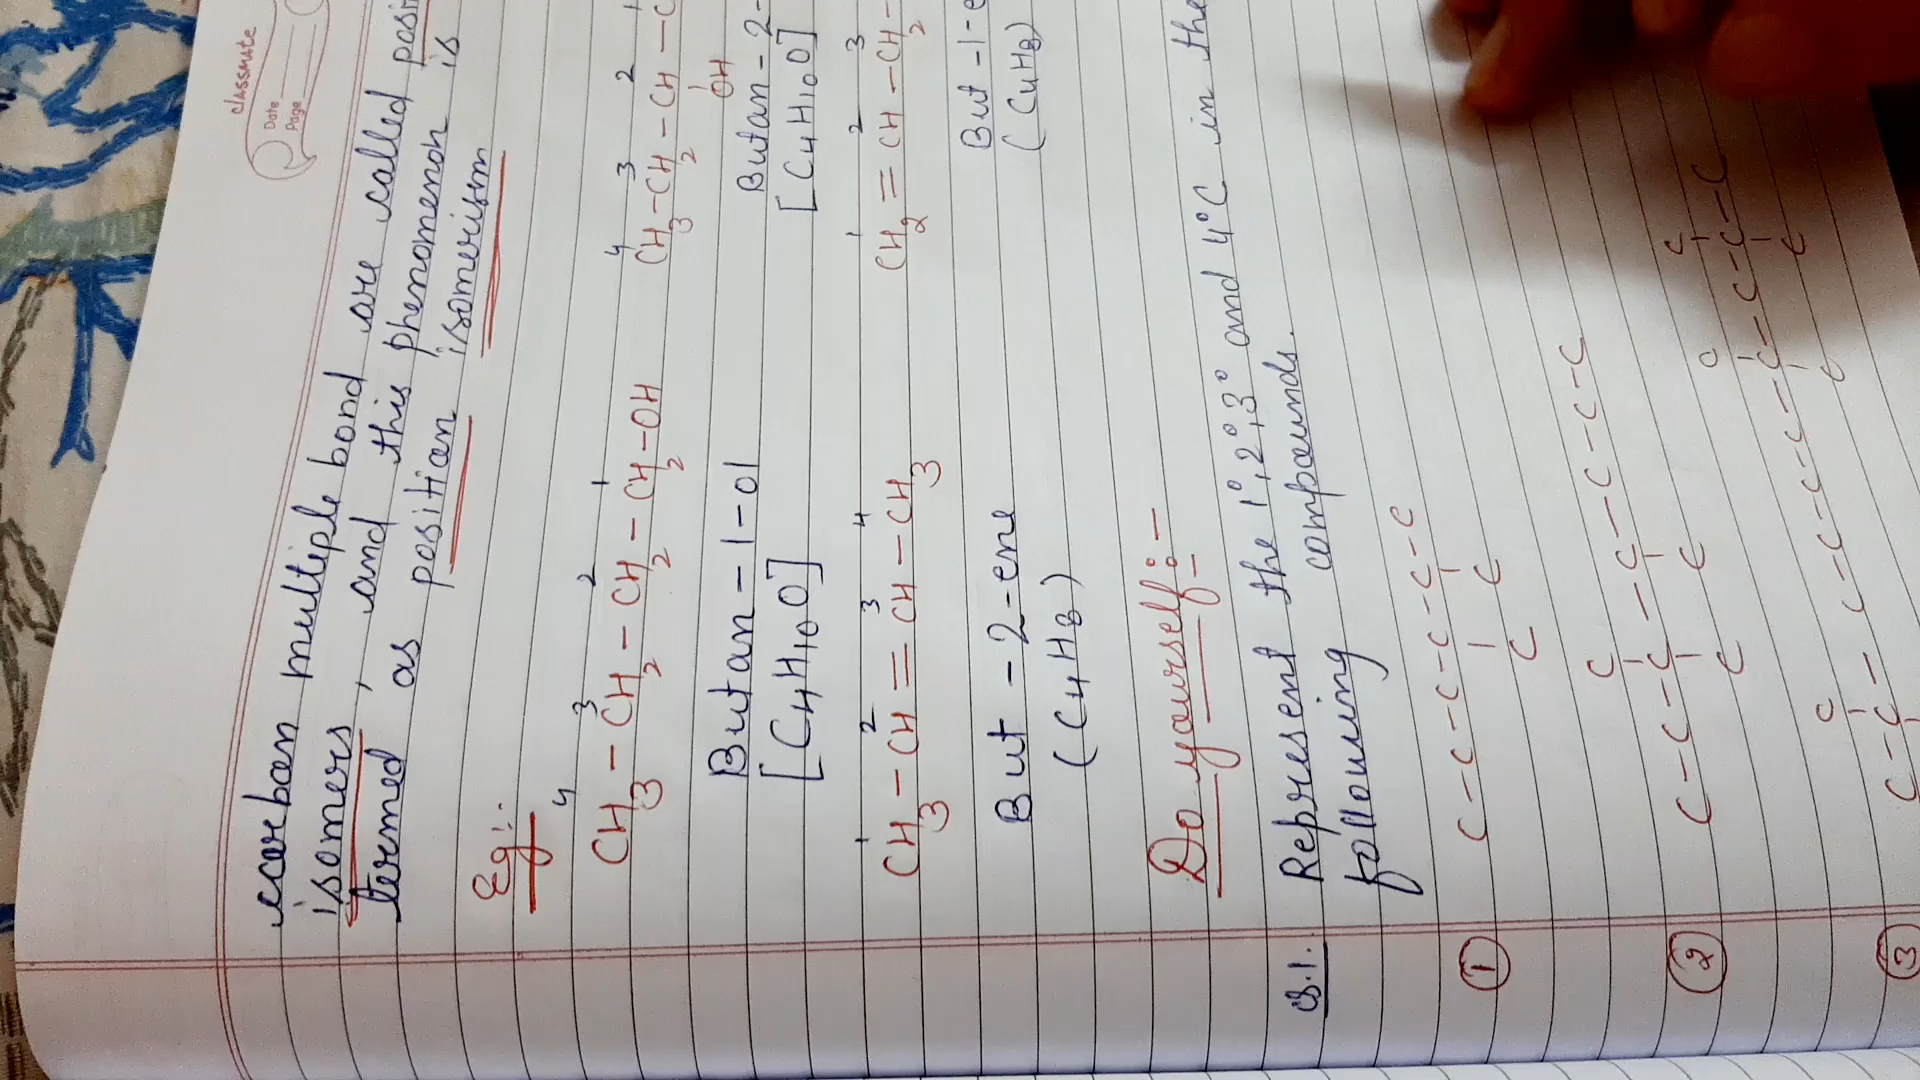 classmate
Date
Page
carbon multiple bond are called
isomers, and this phenomenon is
termed as position isomerism
Eg:-
4 3 2 1
CH3 - CH2 - CH2 - CH2 - OH
4 3 2 1
CH3 - CH2 - CH - C
OH
Butan - 1 - ol
Butan - 2 -
[C4H10O]
[C4H10O]
1 2 3 4
CH3 - CH = CH - CH3
1 2 3
CH2 = CH - CH2 -
But - 2 - ene
But - 1 - e
(C4H8)
(C4H8)
Do yourself:-
Q.1. Represent the 1°, 2°, 3° and 4°C in the
following compounds.
① C - C - C - C - C - C
C C
② C
C - C - C - C - C - C - C
C C
③ C C C
C - C - C - C - C - C - C - C - C - C
C C